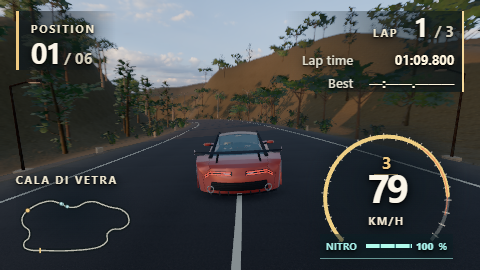 POSITION
01 / 06
LAP 1 / 3
Lap time 01:09.800
Best --:--.---
CALA DI VETRA
3
79
KM/H
NITRO 100 %